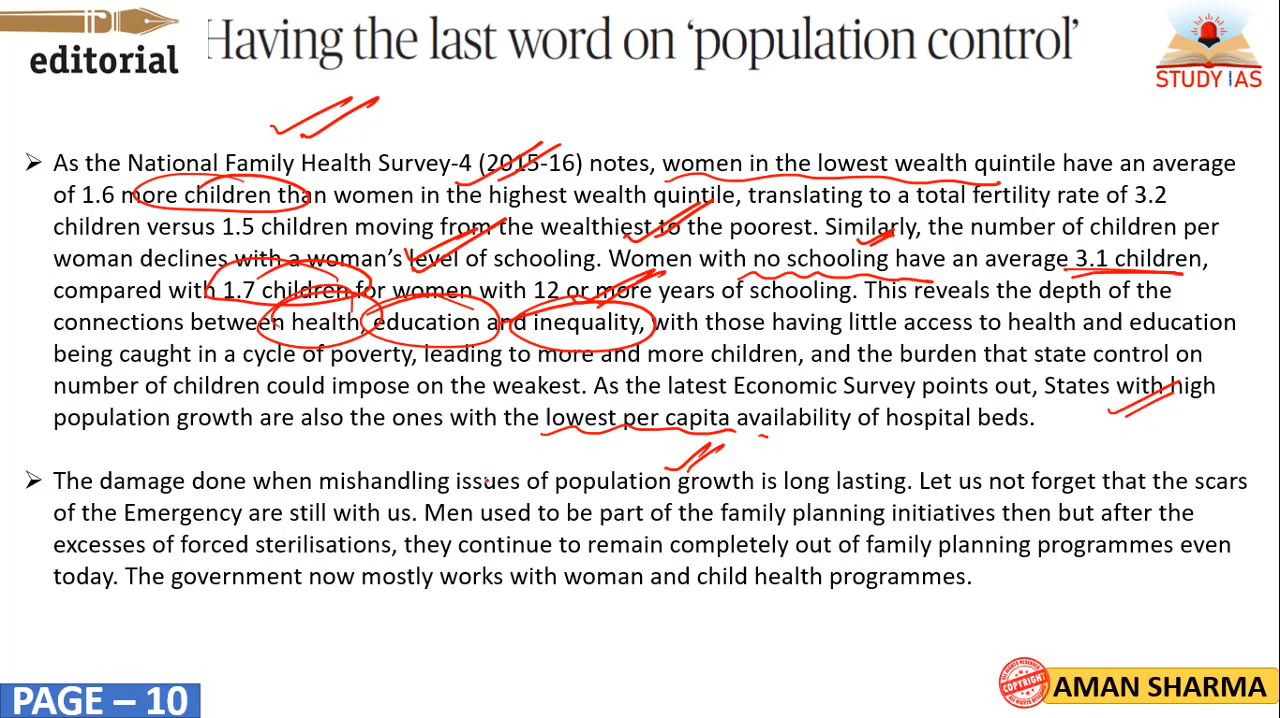 editorial
Having the last word on ‘population control’
STUDY IAS
➢ As the National Family Health Survey-4 (2015-16) notes, women in the lowest wealth quintile have an average
of 1.6 more children than women in the highest wealth quintile, translating to a total fertility rate of 3.2
children versus 1.5 children moving from the wealthiest to the poorest. Similarly, the number of children per
woman declines with a woman’s level of schooling. Women with no schooling have an average 3.1 children,
compared with 1.7 children for women with 12 or more years of schooling. This reveals the depth of the
connections between health, education and inequality, with those having little access to health and education
being caught in a cycle of poverty, leading to more and more children, and the burden that state control on
number of children could impose on the weakest. As the latest Economic Survey points out, States with high
population growth are also the ones with the lowest per capita availability of hospital beds.
➢ The damage done when mishandling issues of population growth is long lasting. Let us not forget that the scars
of the Emergency are still with us. Men used to be part of the family planning initiatives then but after the
excesses of forced sterilisations, they continue to remain completely out of family planning programmes even
today. The government now mostly works with woman and child health programmes.
PAGE – 10
ALL RIGHTS RESERVED
COPYRIGHT
AMAN SHARMA